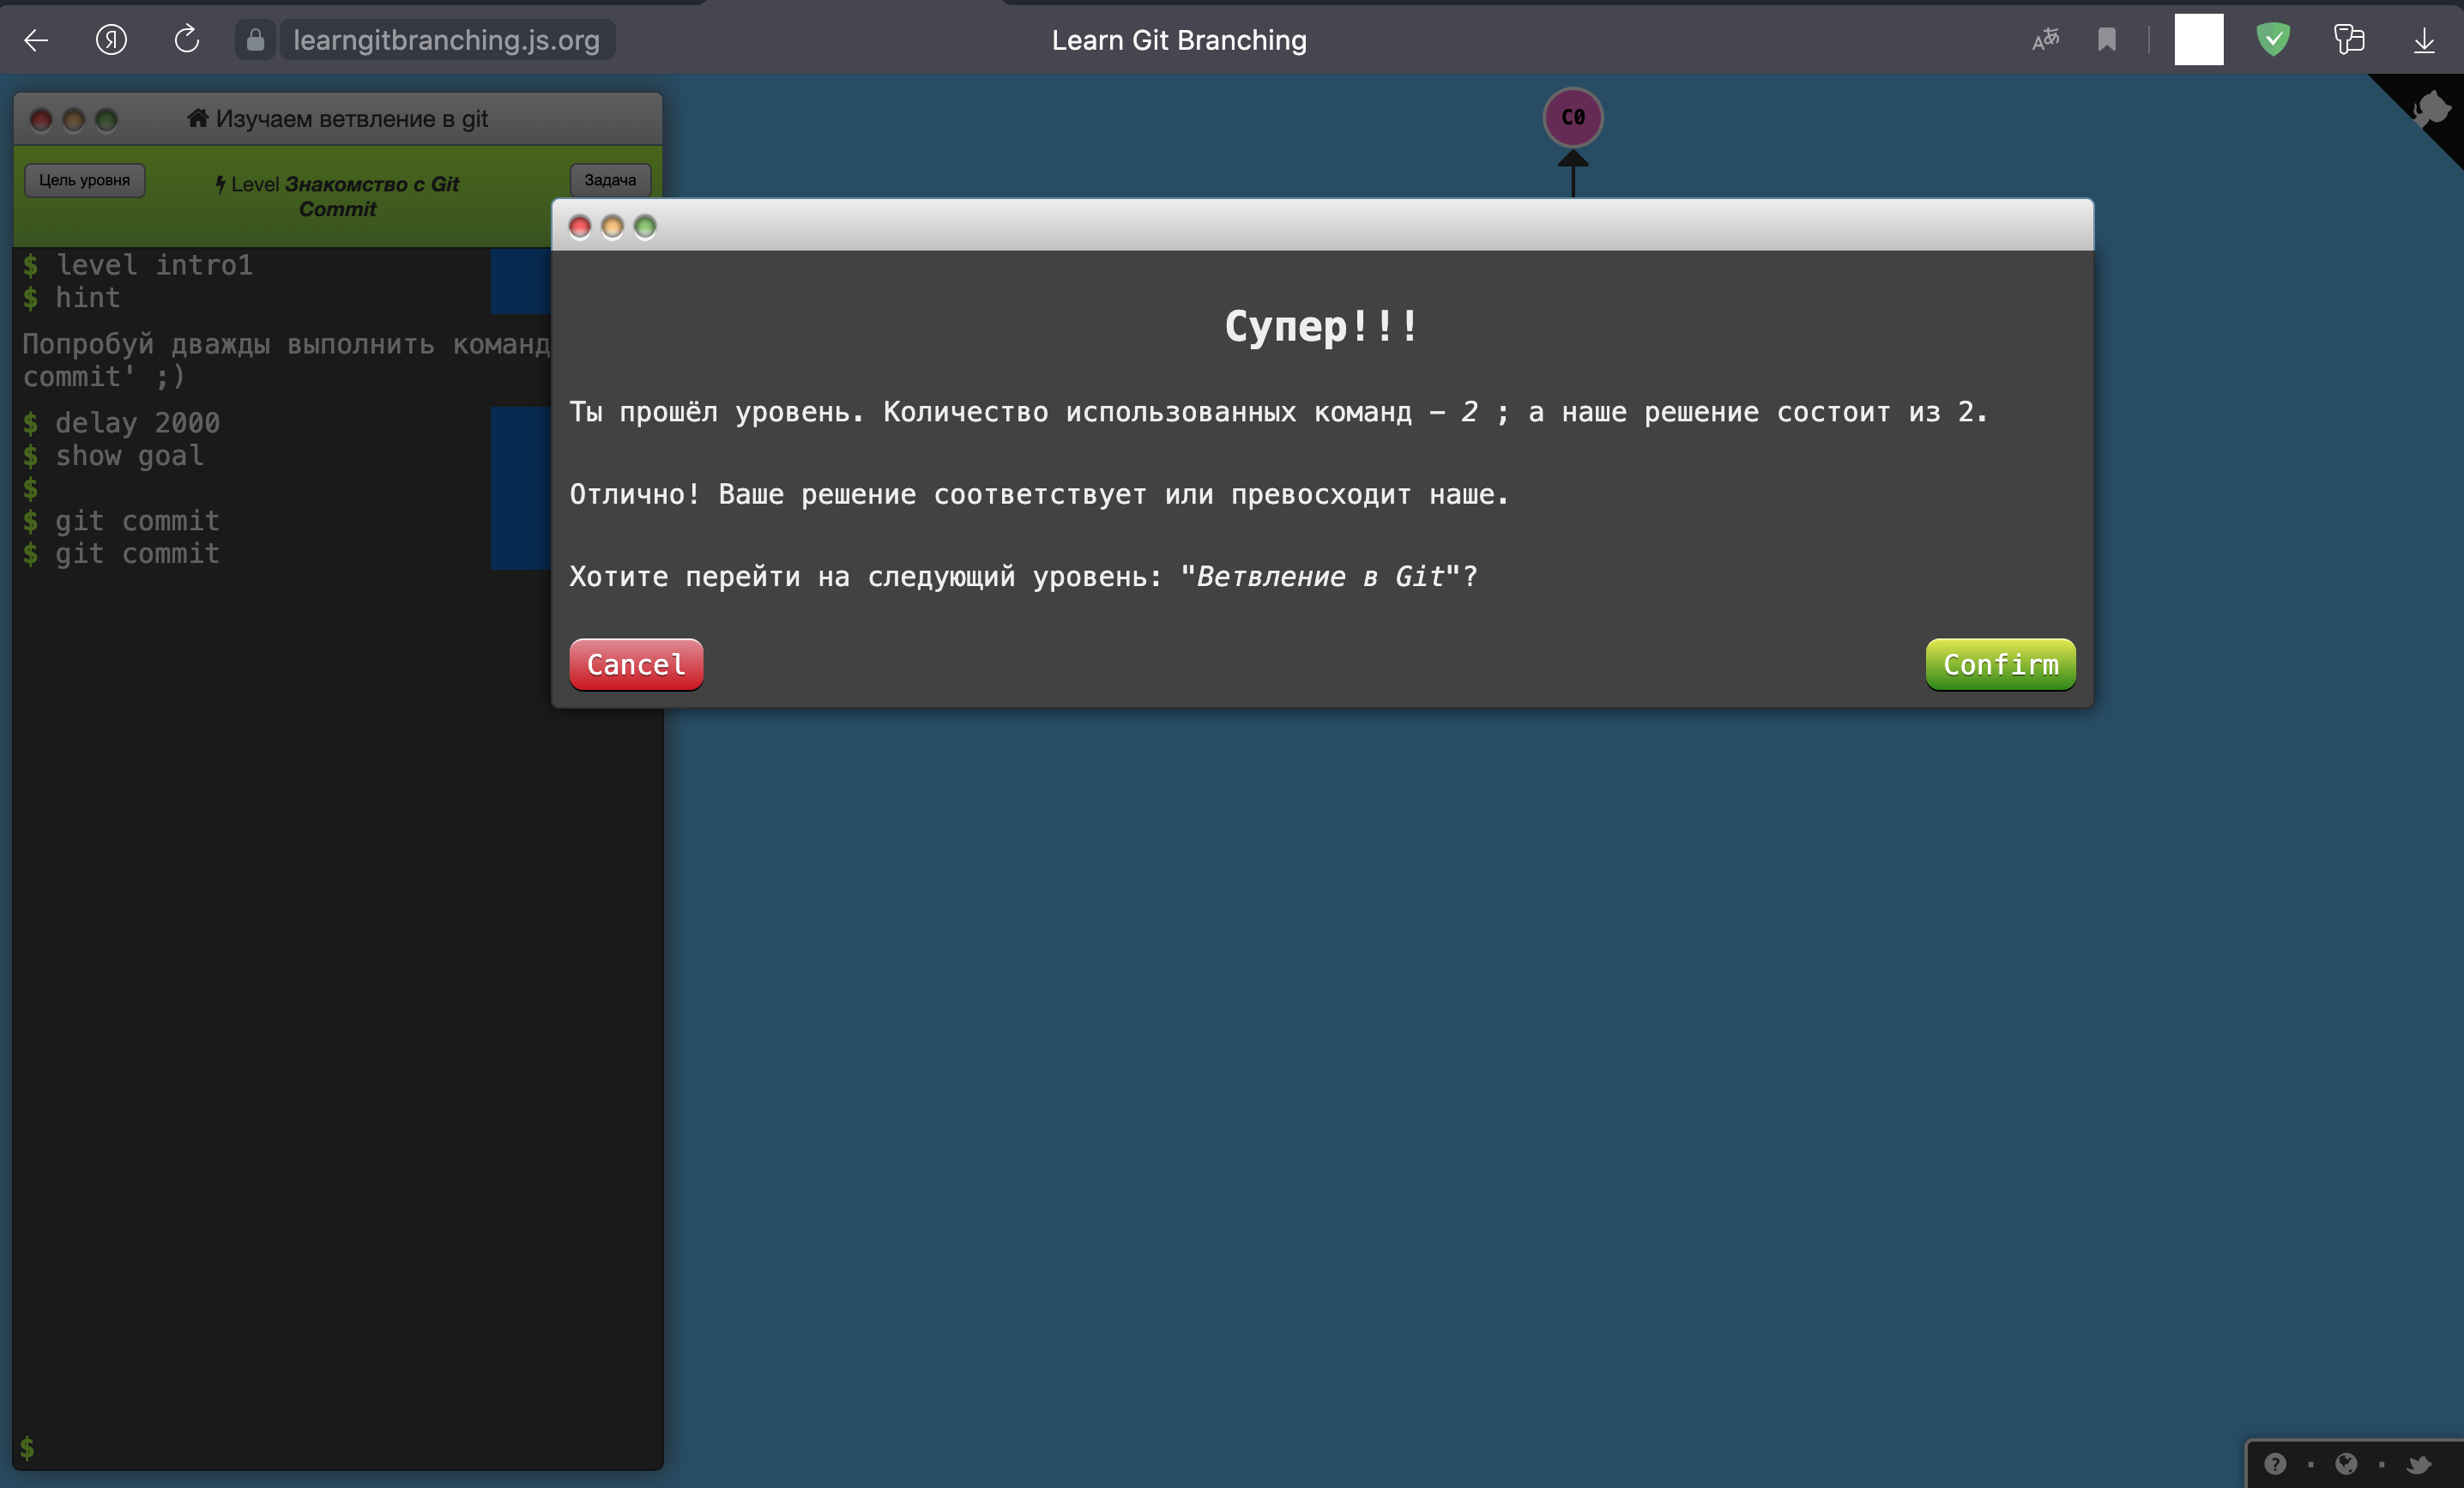 learngitbranching.js.org
Learn Git Branching
Изучаем ветвление в git
Цель уровня
Level Знакомство с Git
Commit
Задача
$ level intro1
$ hint
Попробуй дважды выполнить команд
commit' ;)
$ delay 2000
$ show goal
$
$ git commit
$ git commit
$
C0
Супер!!!
Ты прошёл уровень. Количество использованных команд – 2 ; а наше решение состоит из 2.
Отлично! Ваше решение соответствует или превосходит наше.
Хотите перейти на следующий уровень: "Ветвление в Git"?
Cancel
Confirm